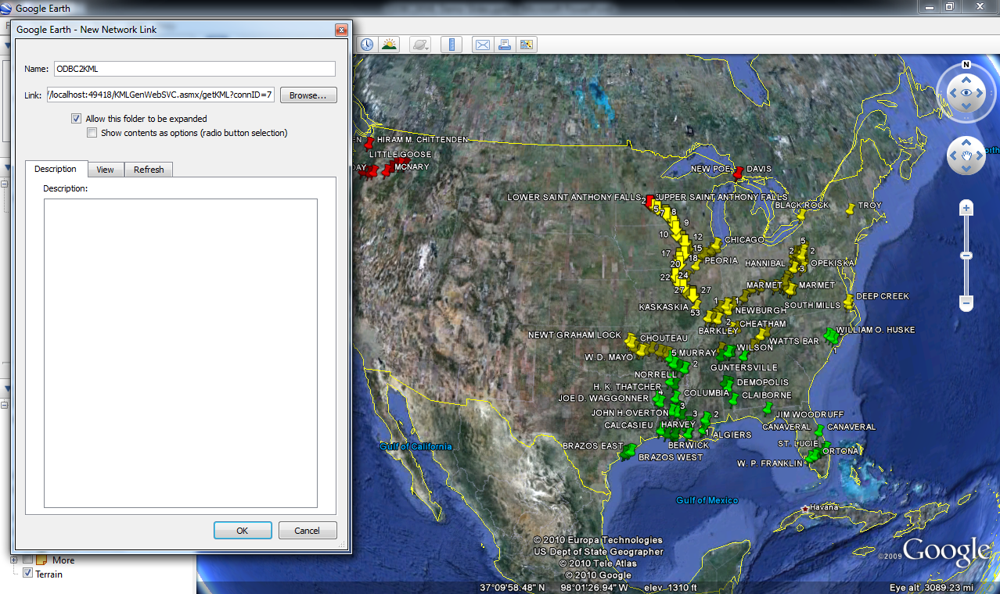 Google Earth
Google Earth - New Network Link
Name: ODBC2KML
Link: //localhost:49418/KMLGenWebSVC.asmx/getKML?connID=7 Browse...
Allow this folder to be expanded
Show contents as options (radio button selection)
Description View Refresh
Description:
OK Cancel
More
Terrain
N
EN HIRAM M. CHITTENDEN
LITTLE GOOSE
DAY MCNARY
NEW POE DAVIS
LOWER SAINT ANTHONY FALLS 2 UPPER SAINT ANTHONY FALLS
BLACK ROCK TROY
5 7 8
9
10 12
CHICAGO
15
17 18 PEORIA
5
2 2
HANNIBAL OPEKISKA
20 3
22 24
27 27
MARMET MARMET
DEEP CREEK
KASKASKIA 53
1 1
SOUTH MILLS
NEWBURGH
2 CHEATHAM
BARKLEY
WILLIAM O. HUSKE
NEWT GRAHAM LOCK CHOUTEAU
WATTS BAR
1
W.D. MAYO 5 MURRAY WILSON
2
GUNTERSVILLE
NORRELL
DEMOPOLIS
H. K. THATCHER
4 COLUMBIA CLAIBORNE
JOE D. WAGGONNER
3
JOHN H OVERTON 3 2 JIM WOODRUFF
CALCASIEU HARVEY
CANAVERAL CANAVERAL
1 ALGIERS
BRAZOS EAST BERWICK
ST. LUCIE
ORTONA
BRAZOS WEST
W. P. FRANKLIN
Gulf of California
Gulf of Mexico
Havana
© 2010 Europa Technologies
US Dept of State Geographer
© 2010 Tele Atlas
© 2010 Google
©2009 Google
37°09'58.48" N 98°01'26.94" W elev 1310 ft Eye alt 3089.23 mi